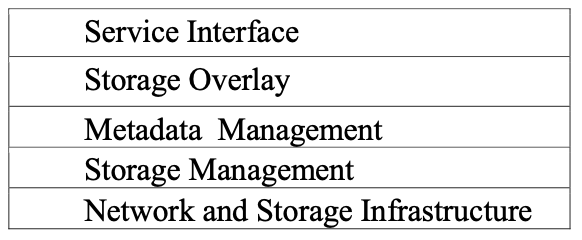 Service Interface
Storage Overlay
Metadata Management
Storage Management
Network and Storage Infrastructure